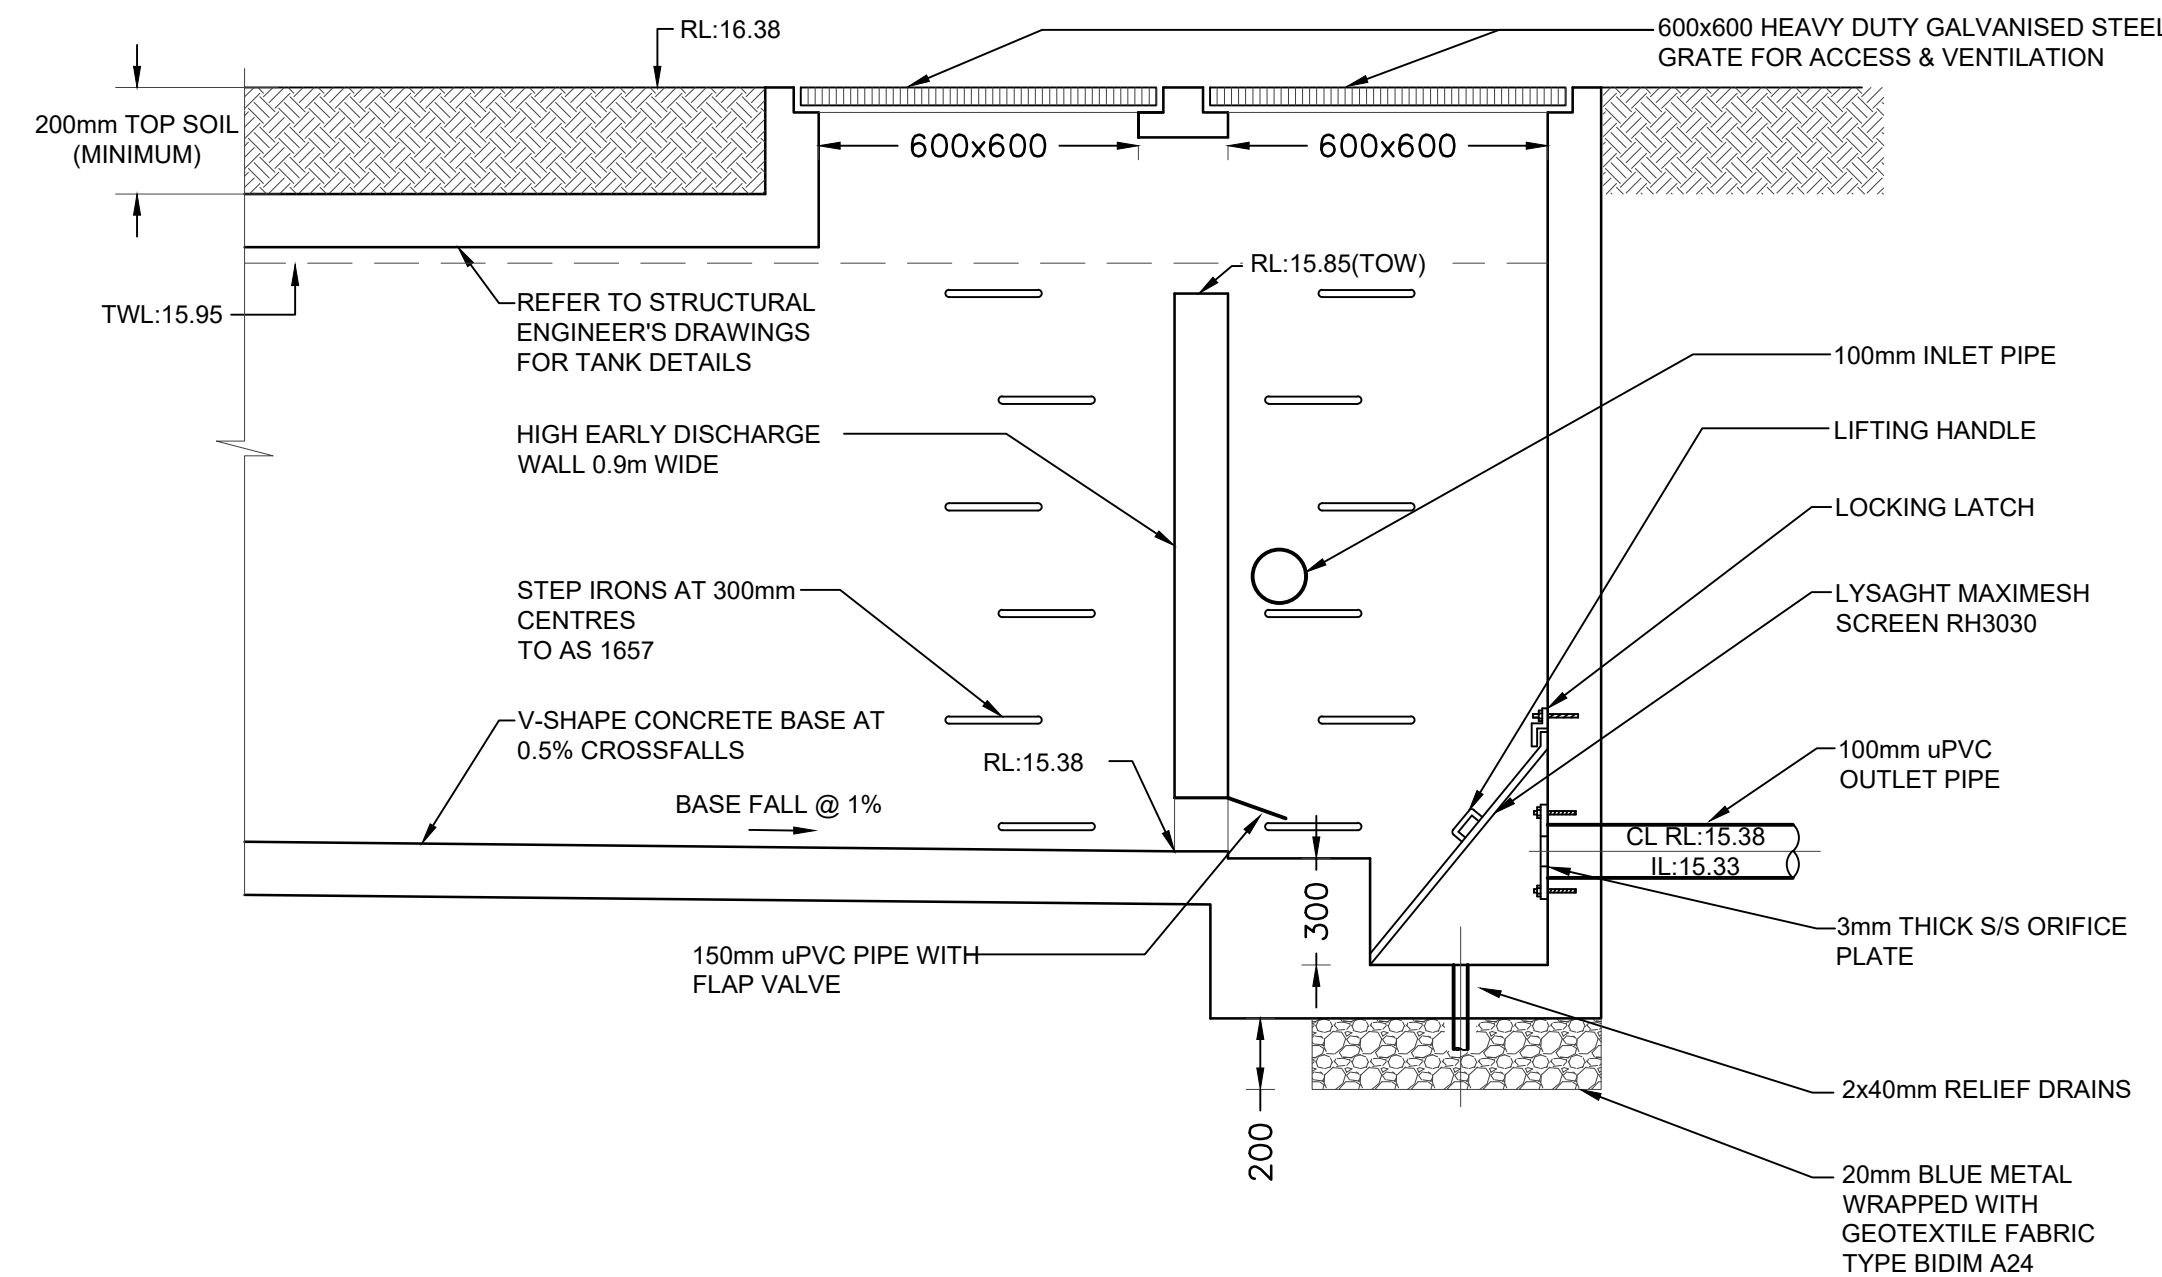 RL:16.38
600x600 HEAVY DUTY GALVANISED STEEL
GRATE FOR ACCESS & VENTILATION
200mm TOP SOIL
(MINIMUM)
600x600
600x600
RL:15.85(TOW)
TWL:15.95
REFER TO STRUCTURAL
ENGINEER'S DRAWINGS
FOR TANK DETAILS
100mm INLET PIPE
HIGH EARLY DISCHARGE
WALL 0.9m WIDE
LIFTING HANDLE
LOCKING LATCH
STEP IRONS AT 300mm
CENTRES
TO AS 1657
LYSAGHT MAXIMESH
SCREEN RH3030
V-SHAPE CONCRETE BASE AT
0.5% CROSSFALLS
RL:15.38
100mm uPVC
OUTLET PIPE
BASE FALL @ 1%
CL RL:15.38
IL:15.33
300
150mm uPVC PIPE WITH
FLAP VALVE
3mm THICK S/S ORIFICE
PLATE
2x40mm RELIEF DRAINS
200
20mm BLUE METAL
WRAPPED WITH
GEOTEXTILE FABRIC
TYPE BIDIM A24